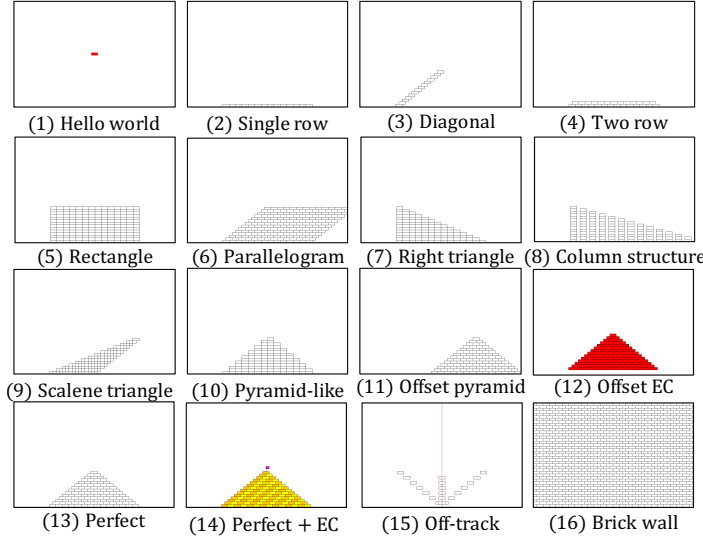 (1) Hello world
(2) Single row
(3) Diagonal
(4) Two row
(5) Rectangle
(6) Parallelogram
(7) Right triangle
(8) Column structure
(9) Scalene triangle
(10) Pyramid-like
(11) Offset pyramid
(12) Offset EC
(13) Perfect
(14) Perfect + EC
(15) Off-track
(16) Brick wall